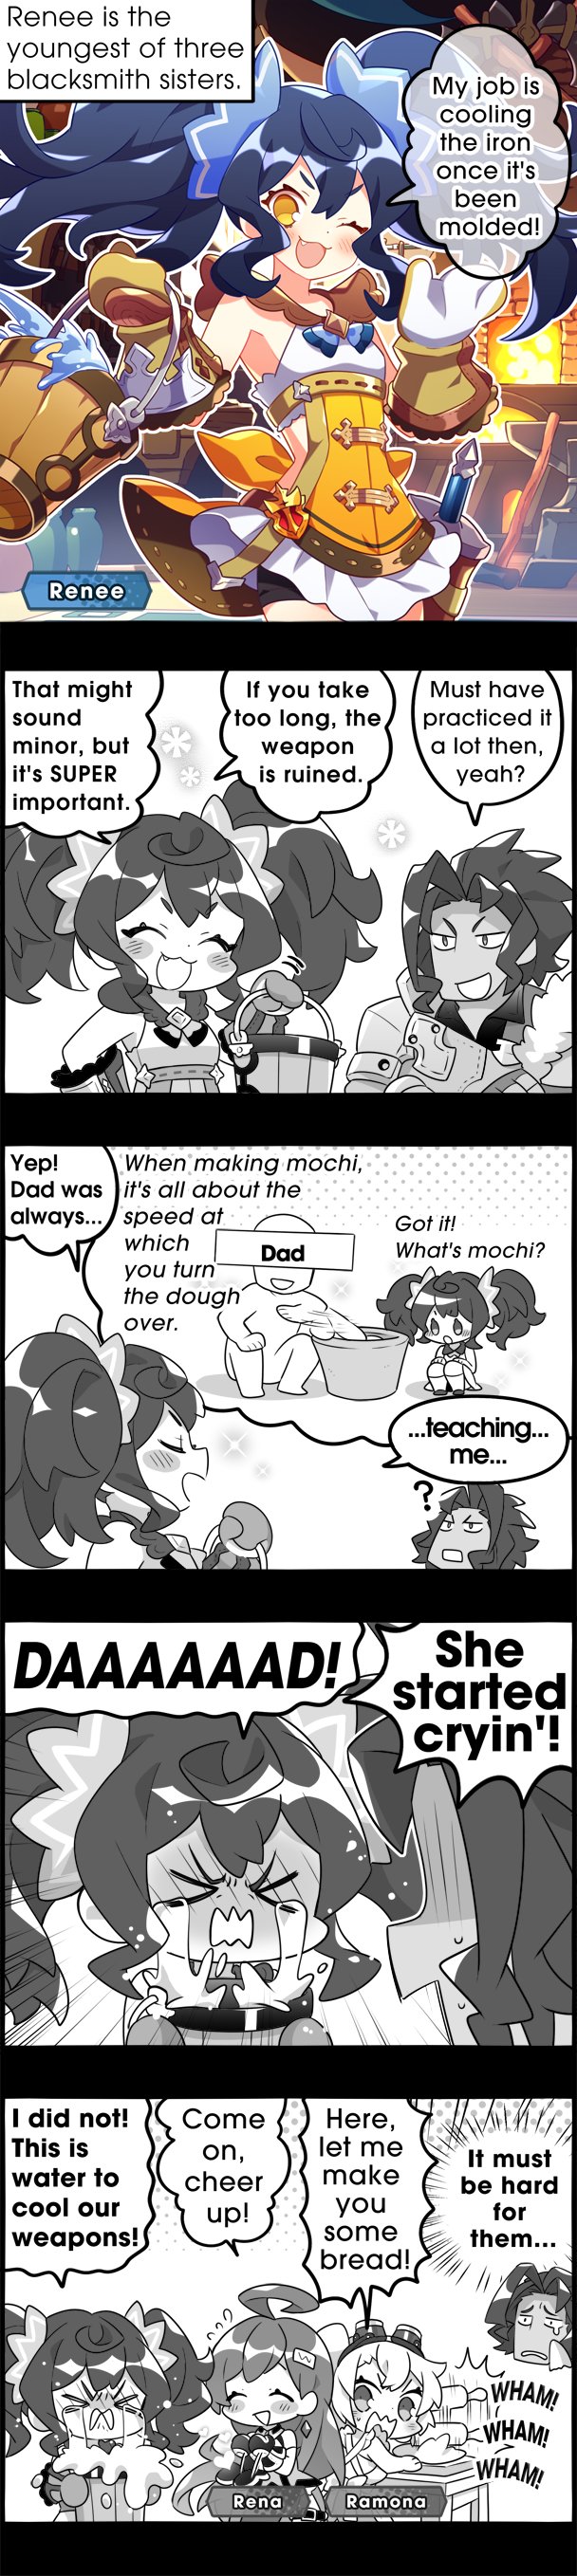 Renee is the
youngest of three
blacksmith sisters.
My job is
cooling
the iron
once it's
been
molded!
Renee
That might
sound
minor, but
it's SUPER
important.
If you take
too long, the
weapon
is ruined.
Must have
practiced it
a lot then,
yeah?
Yep!
Dad was
always...
When making mochi,
it's all about the
speed at
which
you turn
the dough
over.
Dad
Got it!
What's mochi?
...teaching...
me...
?
DAAAAAAD!
She
started
cryin'!
I did not!
This is
water to
cool our
weapons!
Come
on,
cheer
up!
Here,
let me
make
you
some
bread!
It must
be hard
for
them...
WHAM!
WHAM!
WHAM!
Rena
Ramona